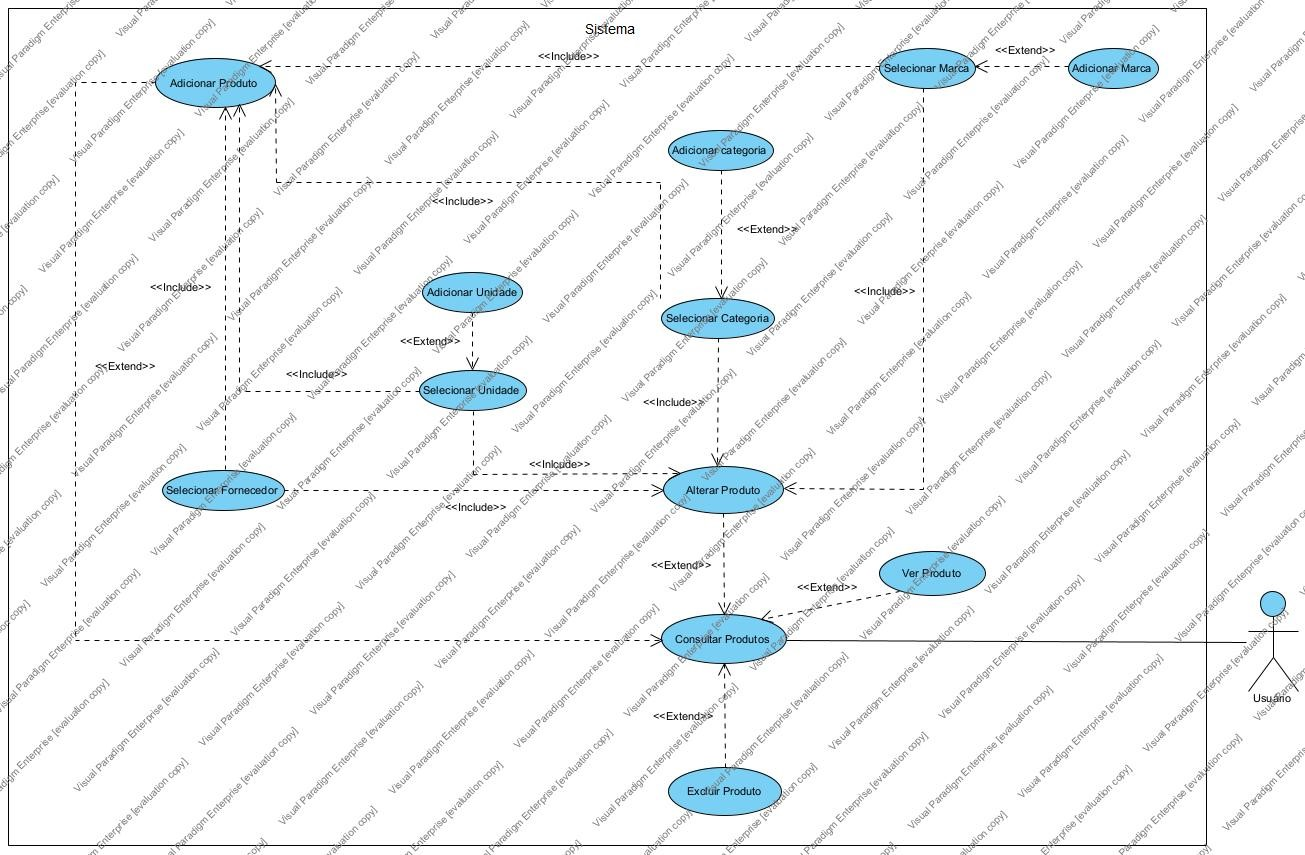 Sistema
Adicionar Produto
<<Include>>
Selecionar Marca
<<Extend>>
Adicionar Marca
Adicionar categoria
<<Include>>
<<Extend>>
<<Include>>
Adicionar Unidade
Selecionar Categoria
<<Include>>
<<Extend>>
<<Extend>>
<<Include>>
Selecionar Unidade
<<Include>>
<<Inlcude>>
Selecionar Fornecedor
Alterar Produto
<<Include>>
<<Extend>>
Ver Produto
<<Extend>>
Consultar Produtos
Usuário
<<Extend>>
Excluir Produto
Visual Paradigm Enterprise [evaluation copy]